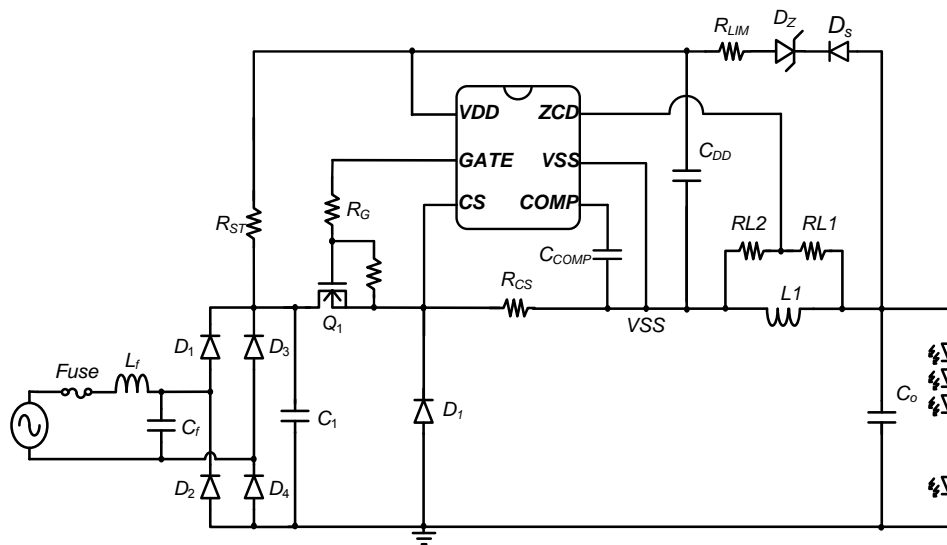 R_LIM D_Z D_s
VDD ZCD
GATE VSS
CS COMP
C_DD
R_ST R_G
RL2 RL1
C_COMP
R_CS
L1
Q_1 VSS
D_1 D_3
Fuse L_f
C_f C_1 D_1 C_o
D_2 D_4